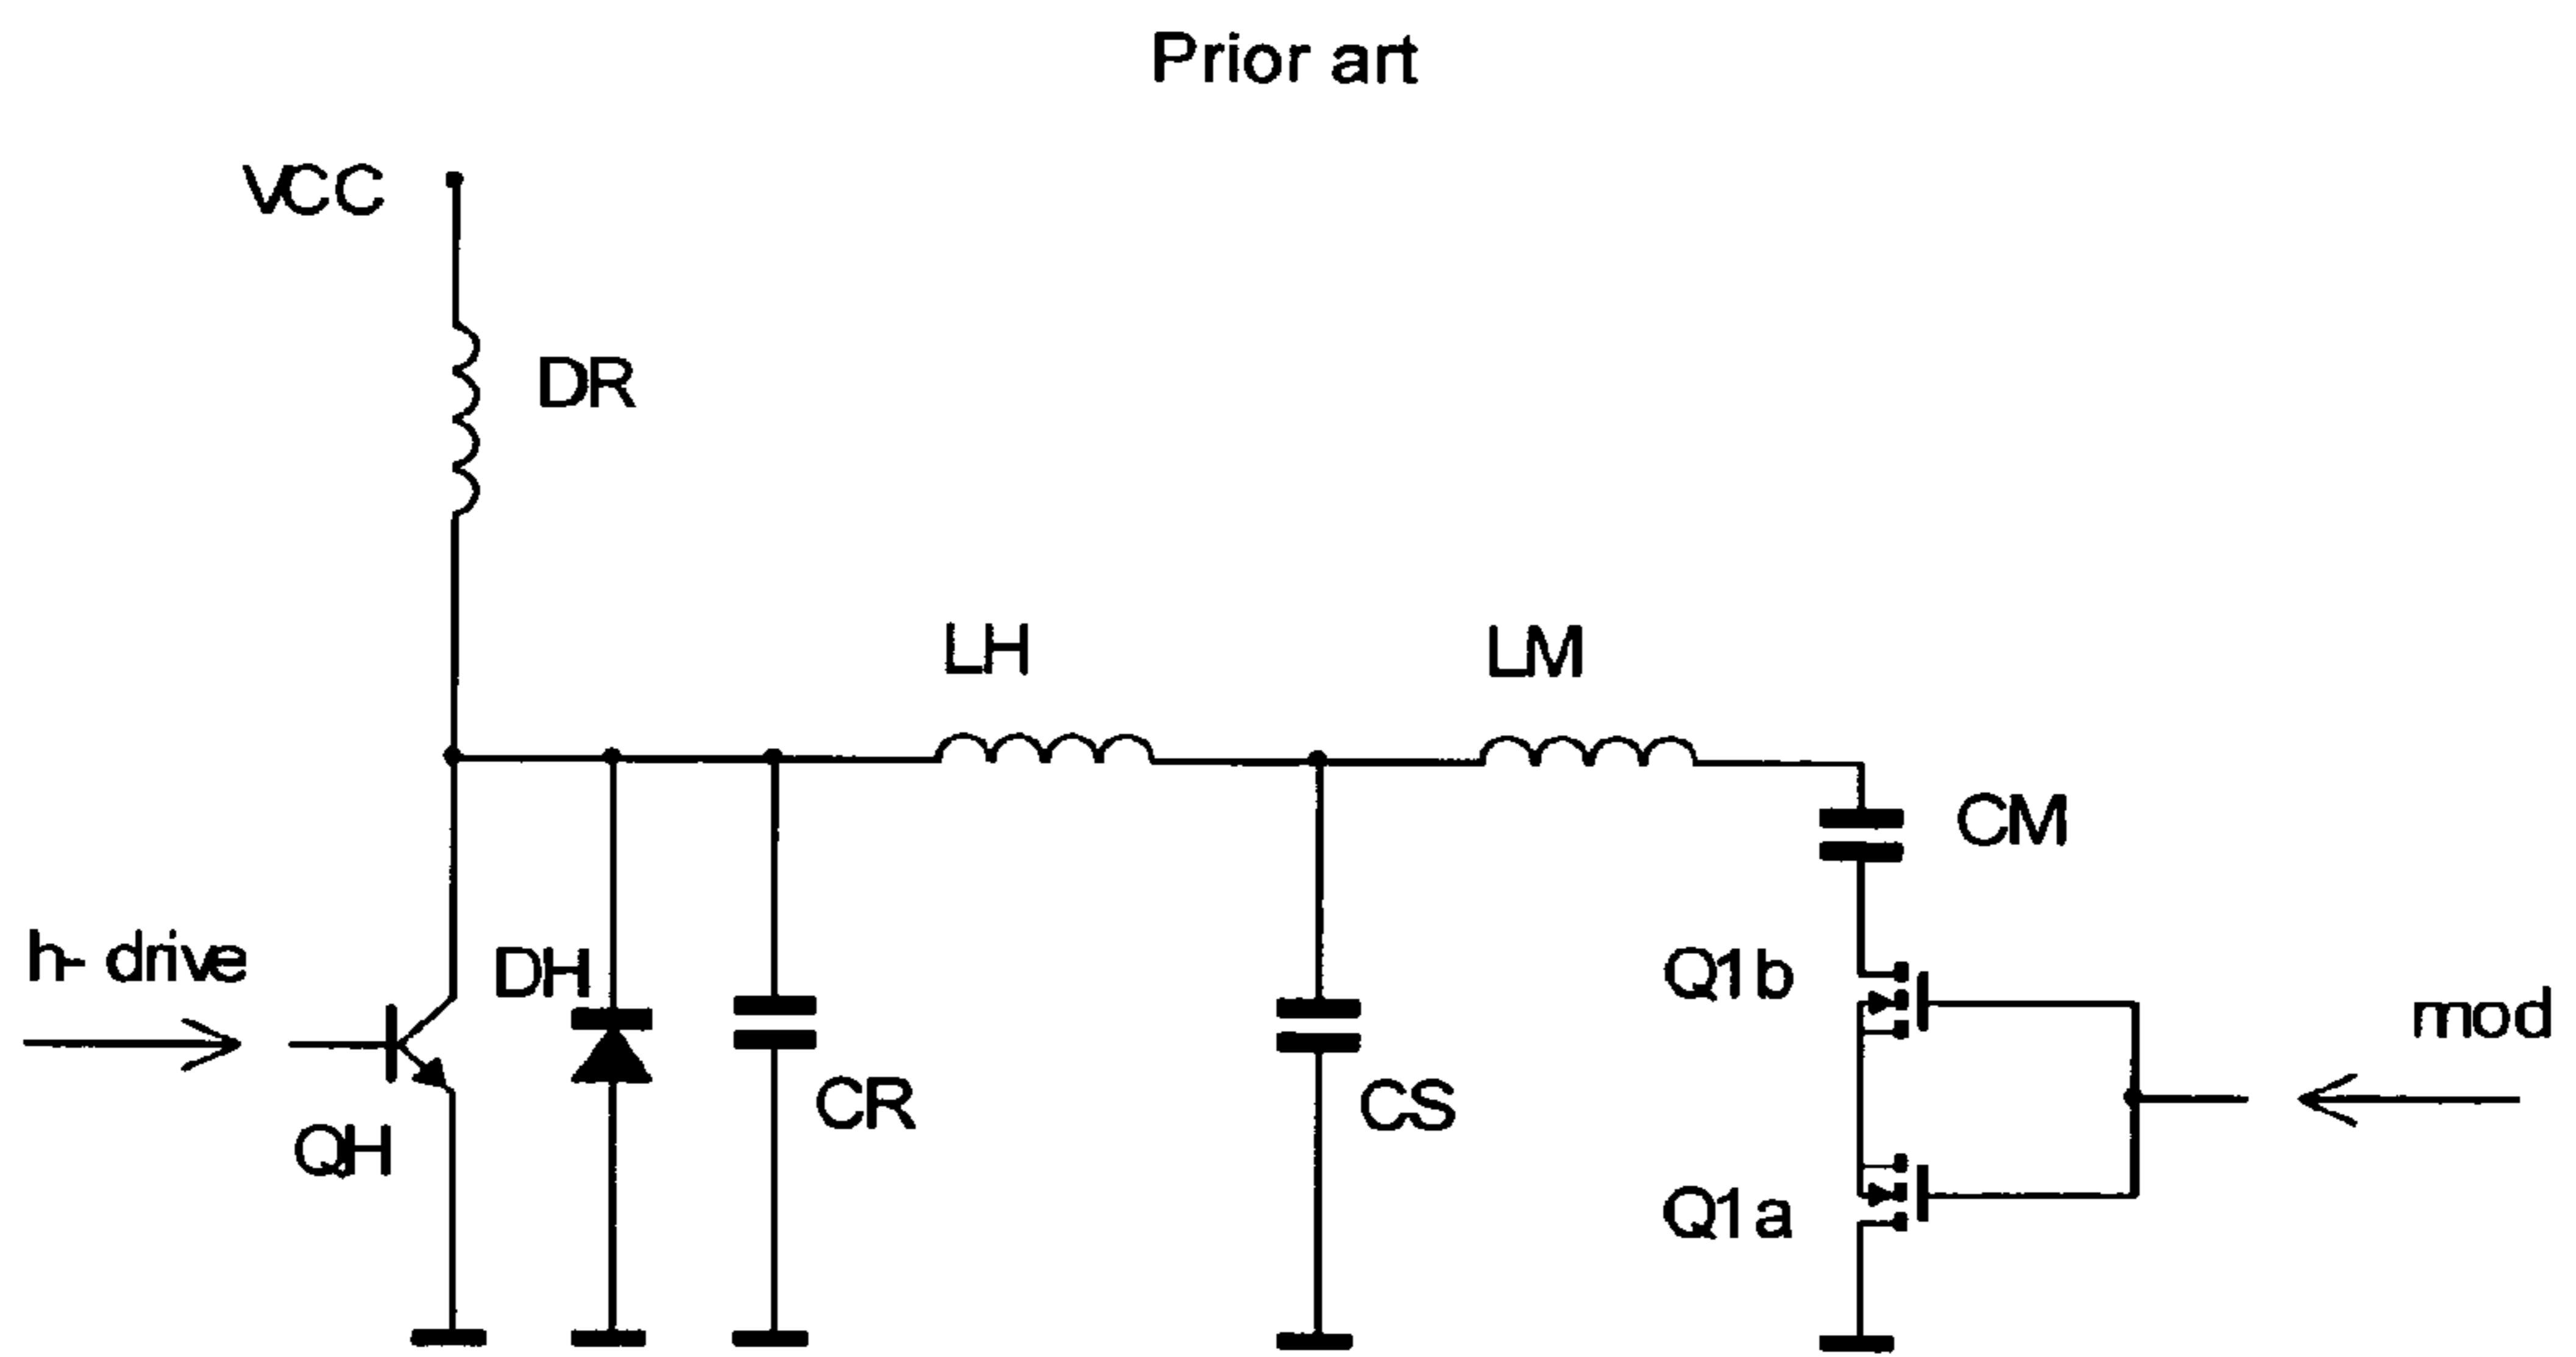 Prior art
VCC
DR
LH
LM
CM
h- drive
DH
Q1b
mod
CR
CS
QH
Q1a